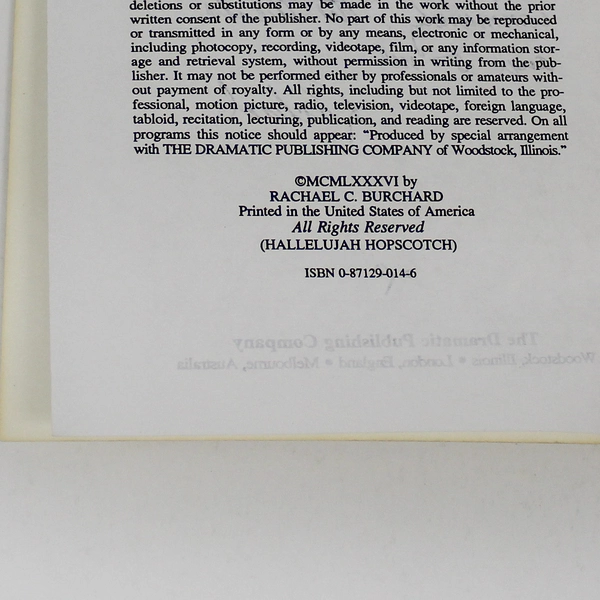 deletions or substitutions may be made in the work without the prior
written consent of the publisher. No part of this work may be reproduced
or transmitted in any form or by any means, electronic or mechanical,
including photocopy, recording, videotape, film, or any information stor-
age and retrieval system, without permission in writing from the pub-
lisher. It may not be performed either by professionals or amateurs with-
out payment of royalty. All rights, including but not limited to the pro-
fessional, motion picture, radio, television, videotape, foreign language,
tabloid, recitation, lecturing, publication, and reading are reserved. On all
programs this notice should appear: “Produced by special arrangement
with THE DRAMATIC PUBLISHING COMPANY of Woodstock, Illinois.”
©MCMLXXXVI by
RACHAEL C. BURCHARD
Printed in the United States of America
All Rights Reserved
(HALLELUJAH HOPSCOTCH)
ISBN 0-87129-014-6
The Dramatic Publishing Company
Woodstock, Illinois • London, England • Melbourne, Australia